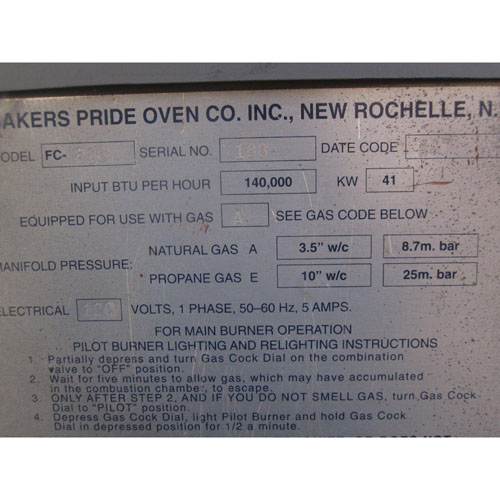 AKERS PRIDE OVEN CO. INC., NEW ROCHELLE, N.
ODEL FC- SERIAL NO. DATE CODE
INPUT BTU PER HOUR 140,000 KW 41
EQUIPPED FOR USE WITH GAS A SEE GAS CODE BELOW
MANIFOLD PRESSURE: NATURAL GAS A 3.5" w/c 8.7m. bar
PROPANE GAS E 10" w/c 25m. bar
ELECTRICAL 120 VOLTS, 1 PHASE, 50–60 Hz, 5 AMPS.
FOR MAIN BURNER OPERATION
PILOT BURNER LIGHTING AND RELIGHTING INSTRUCTIONS
1. Partially depress and turn Gas Cock Dial on the combination
valve to "OFF" position.
2. Wait for five minutes to allow gas, which may have accumulated
in the combustion chamber, to escape.
3. ONLY AFTER STEP 2, AND IF YOU DO NOT SMELL GAS, turn Gas Cock
Dial to "PILOT" position.
4. Depress Gas Cock Dial, light Pilot Burner and hold Gas Cock
Dial in depressed position for 1/2 a minute.